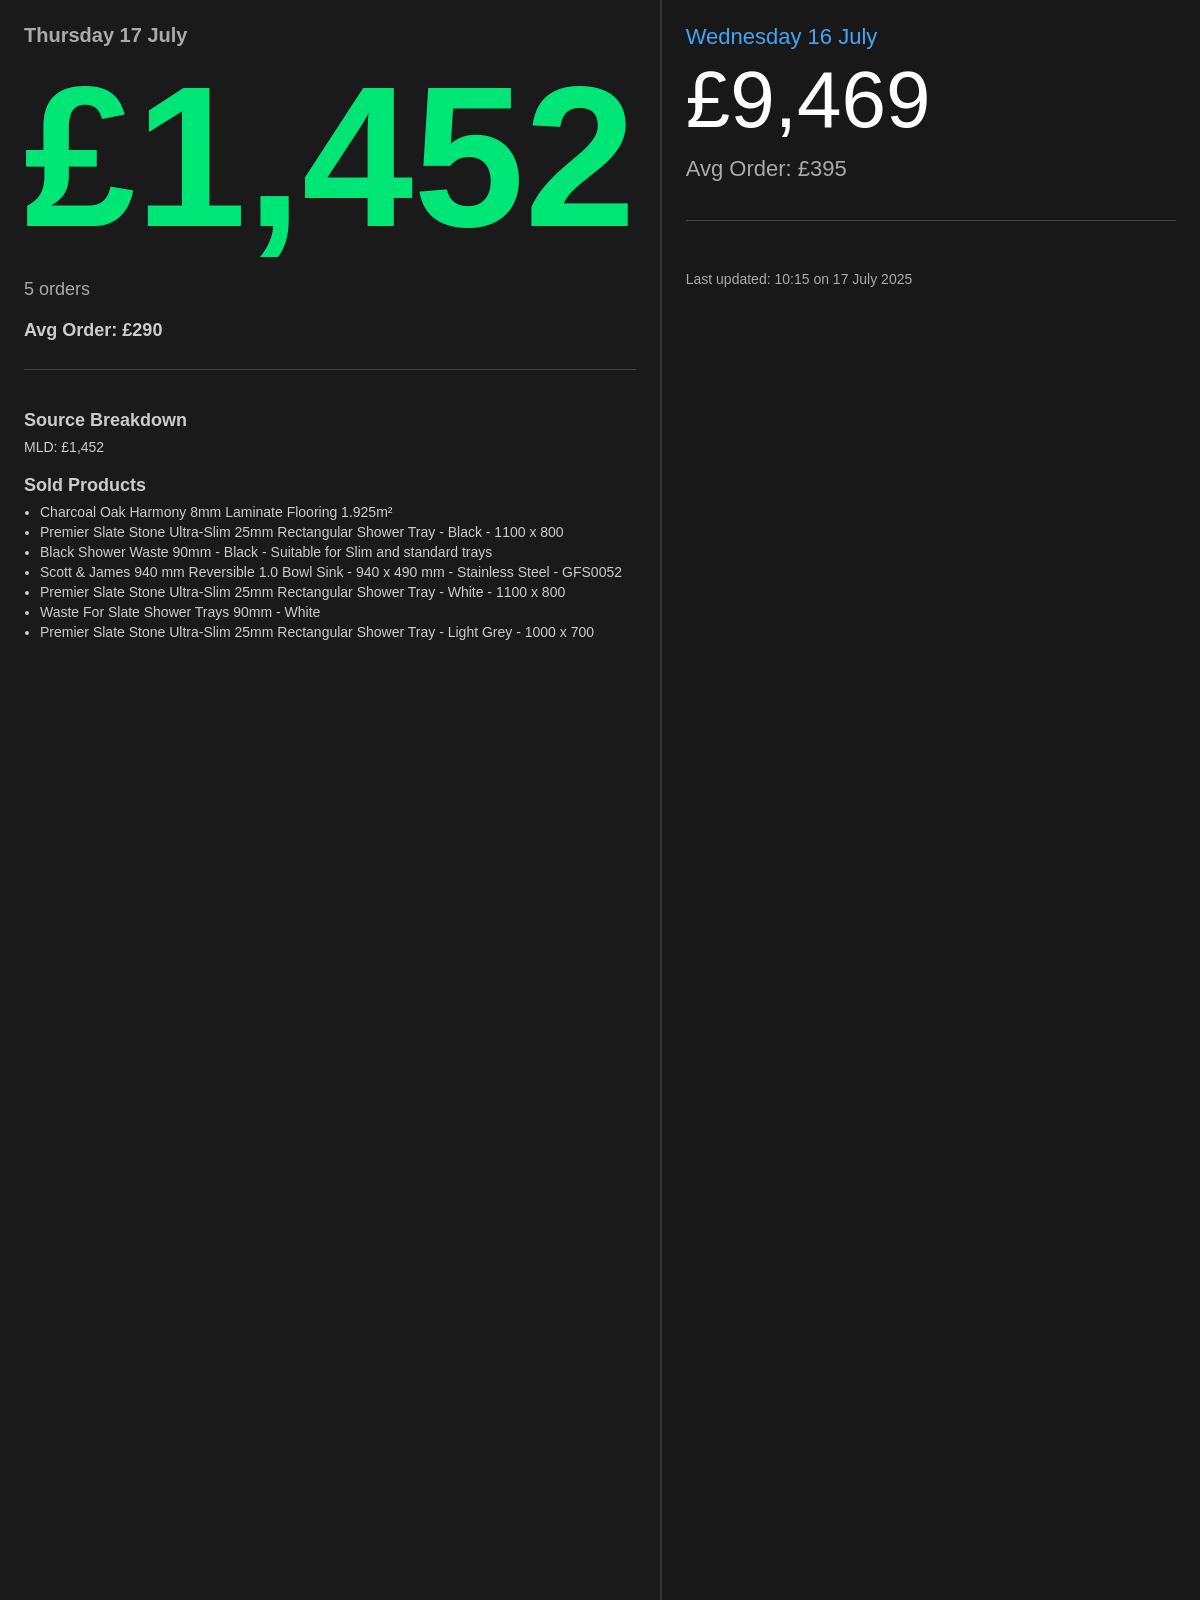 Thursday 17 July
£1,452
5 orders
Avg Order: £290
Source Breakdown
MLD: £1,452
Sold Products
• Charcoal Oak Harmony 8mm Laminate Flooring 1.925m²
• Premier Slate Stone Ultra-Slim 25mm Rectangular Shower Tray - Black - 1100 x 800
• Black Shower Waste 90mm - Black - Suitable for Slim and standard trays
• Scott & James 940 mm Reversible 1.0 Bowl Sink - 940 x 490 mm - Stainless Steel - GFS0052
• Premier Slate Stone Ultra-Slim 25mm Rectangular Shower Tray - White - 1100 x 800
• Waste For Slate Shower Trays 90mm - White
• Premier Slate Stone Ultra-Slim 25mm Rectangular Shower Tray - Light Grey - 1000 x 700
Wednesday 16 July
£9,469
Avg Order: £395
Last updated: 10:15 on 17 July 2025